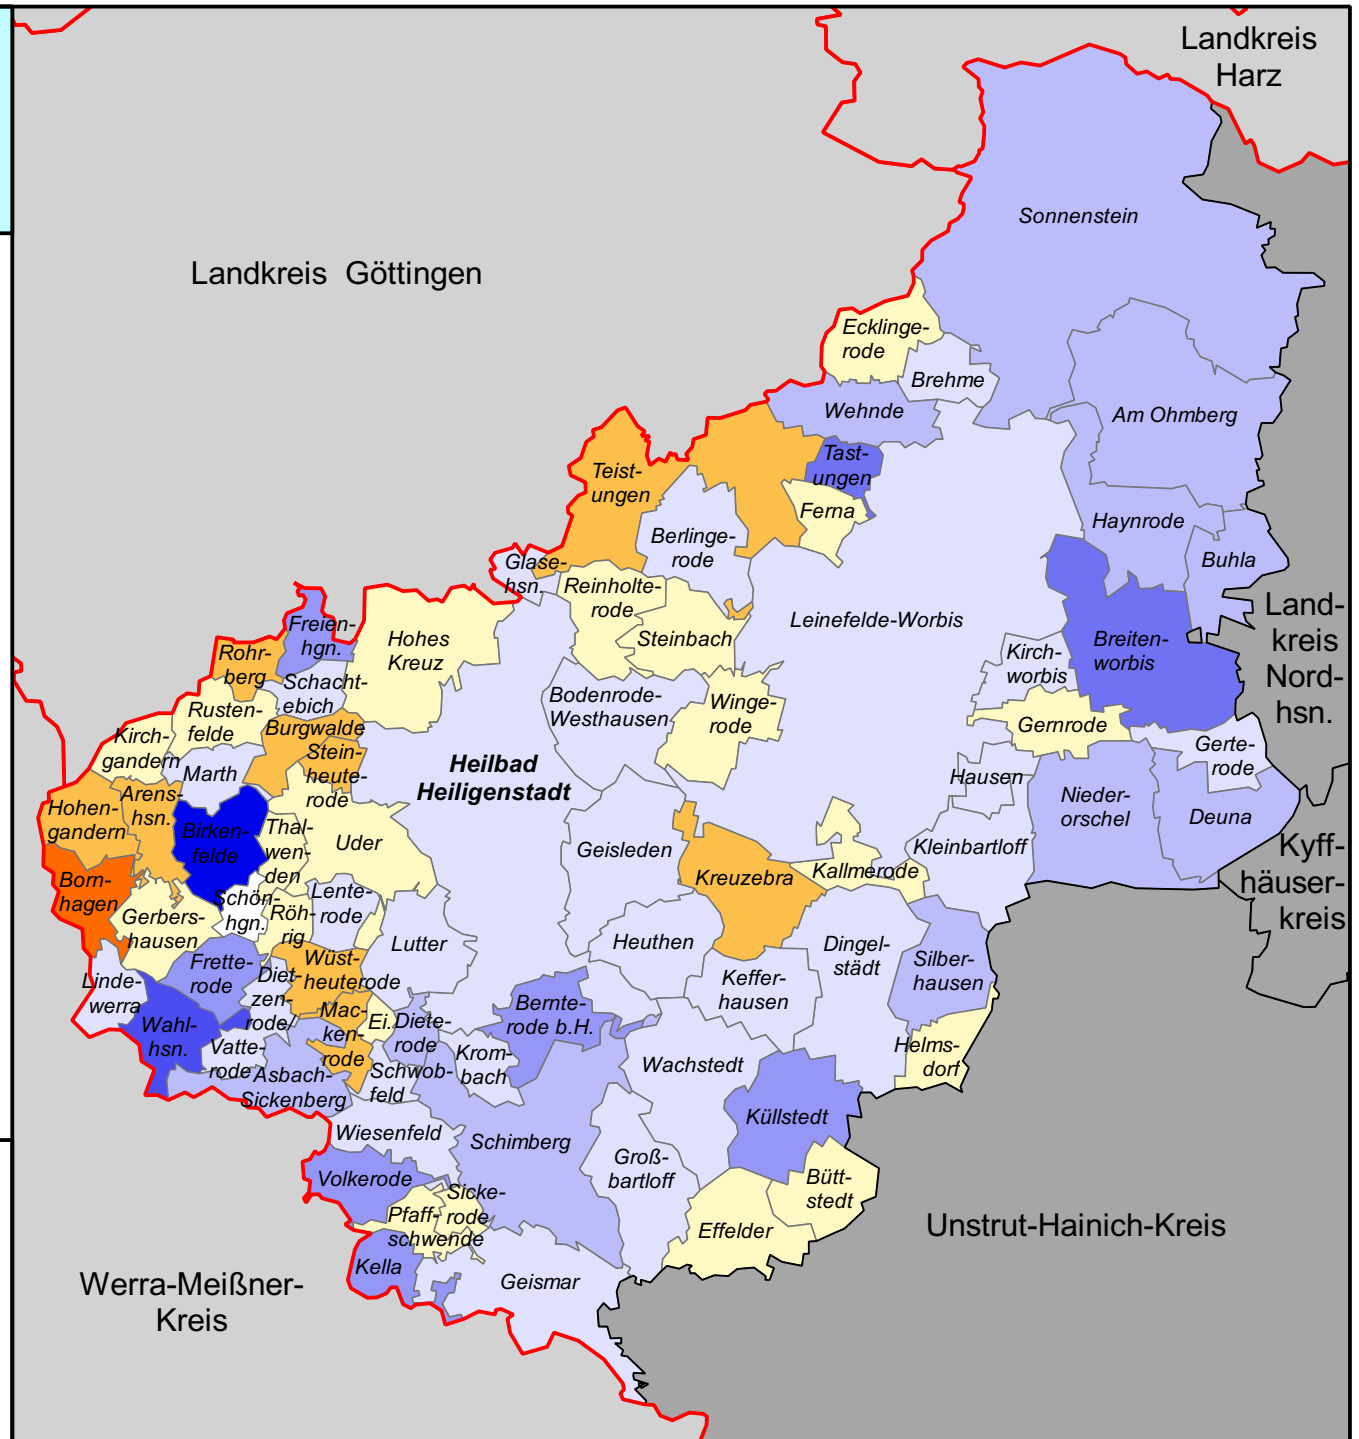 Landkreis
Harz
Sonnenstein
Landkreis Göttingen
Ecklinge-
rode
Brehme
Wehnde
Am Ohmberg
Tast-
ungen
Teist-
ungen
Ferna
Haynrode
Berlinge-
rode
Buhla
Glase-
hsn.
Reinholte-
rode
Land-
kreis
Nord-
hsn.
Leinefelde-Worbis
Freien-
hgn.
Hohes
Kreuz
Steinbach
Breiten-
worbis
Rohr-
berg
Kirch-
worbis
Schacht-
ebich
Bodenrode-
Westhausen
Winge-
rode
Rusten-
felde
Gernrode
Burgwalde
Kirch-
gandern
Gerte-
rode
Stein-
heute-
rode
Heilbad
Heiligenstadt
Marth
Hausen
Arens-
hsn.
Hohen-
gandern
Nieder-
orschel
Deuna
Birken-
felde
Thal-
wen-
den
Uder
Geisleden
Kleinbartloff
Kyff-
häuser-
kreis
Born-
hagen
Kreuzebra
Kallmerode
Schön-
hgn.
Lente-
rode
Gerbers-
hausen
Röh-
rig
Lutter
Heuthen
Dingel-
städt
Frette-
rode
Wüst-
heuterode
Silber-
hausen
Linde-
werra
Diet-
zen-
rode/
Vatte-
rode
Keffer-
hausen
Wahl-
hsn.
Mac-
ken-
rode
Ei.
Diete-
rode
Bernte-
rode b.H.
Krom-
bach
Wachstedt
Helms-
dorf
Asbach-
Sickenberg
Schwob-
feld
Küllstedt
Wiesenfeld
Schimberg
Groß-
bartloff
Volkerode
Bütt-
stedt
Sicke-
rode
Pfaff-
schwende
Effelder
Unstrut-Hainich-Kreis
Kella
Geismar
Werra-Meißner-
Kreis